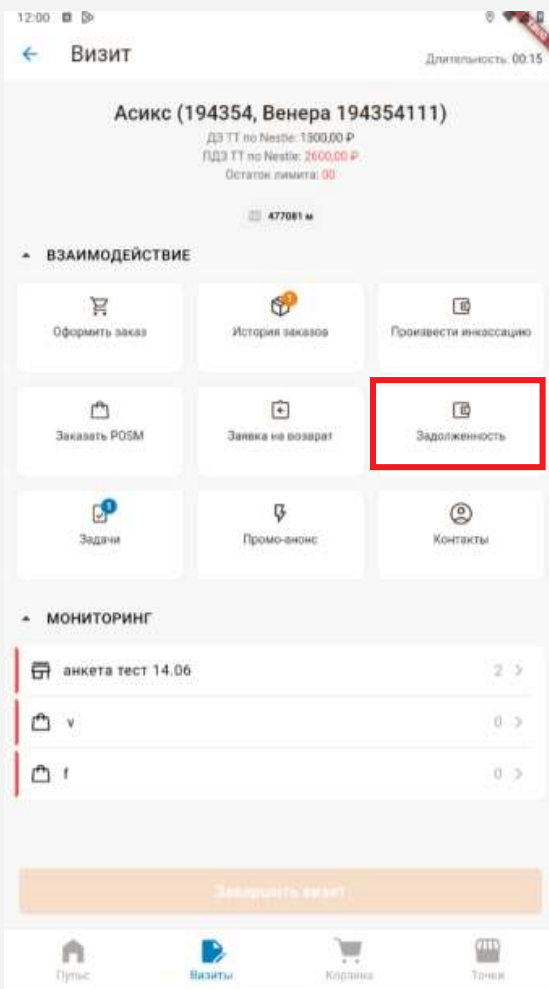 12:00
Визит
Длительность: 00:15
Асикс (194354, Венера 194354111)
ДЗ ТТ по Nestle: 1300,00 ₽
ПДЗ ТТ по Nestle: 2600,00 ₽
Остаток лимита: 00
477081 м
ВЗАИМОДЕЙСТВИЕ
Оформить заказ
1
История заказов
Произвести инкассацию
Заказать POSM
Заявка на возврат
Задолженность
1
Задачи
Промо-анонс
Контакты
МОНИТОРИНГ
анкета тест 14.06 2
v 0
f 0
Завершить визит
Пульс Визиты Корзина Точки